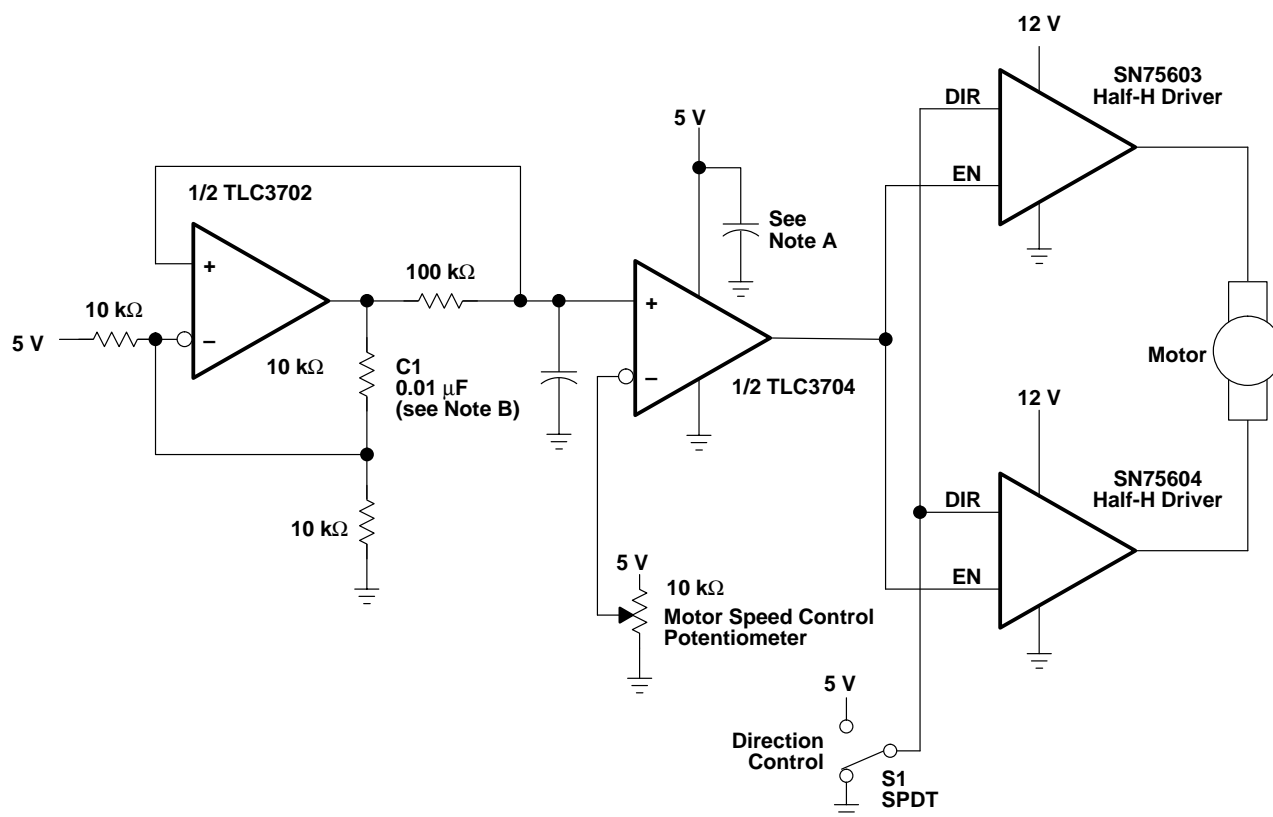 12 V
SN75603
Half-H Driver
DIR
5 V
EN
1/2 TLC3702
See
Note A
+
100 kΩ
+
10 kΩ
5 V
−
10 kΩ
C1
0.01 μF
(see Note B)
−
1/2 TLC3704
Motor
12 V
SN75604
Half-H Driver
DIR
10 kΩ
5 V
10 kΩ
Motor Speed Control
Potentiometer
EN
5 V
Direction
Control
S1
SPDT